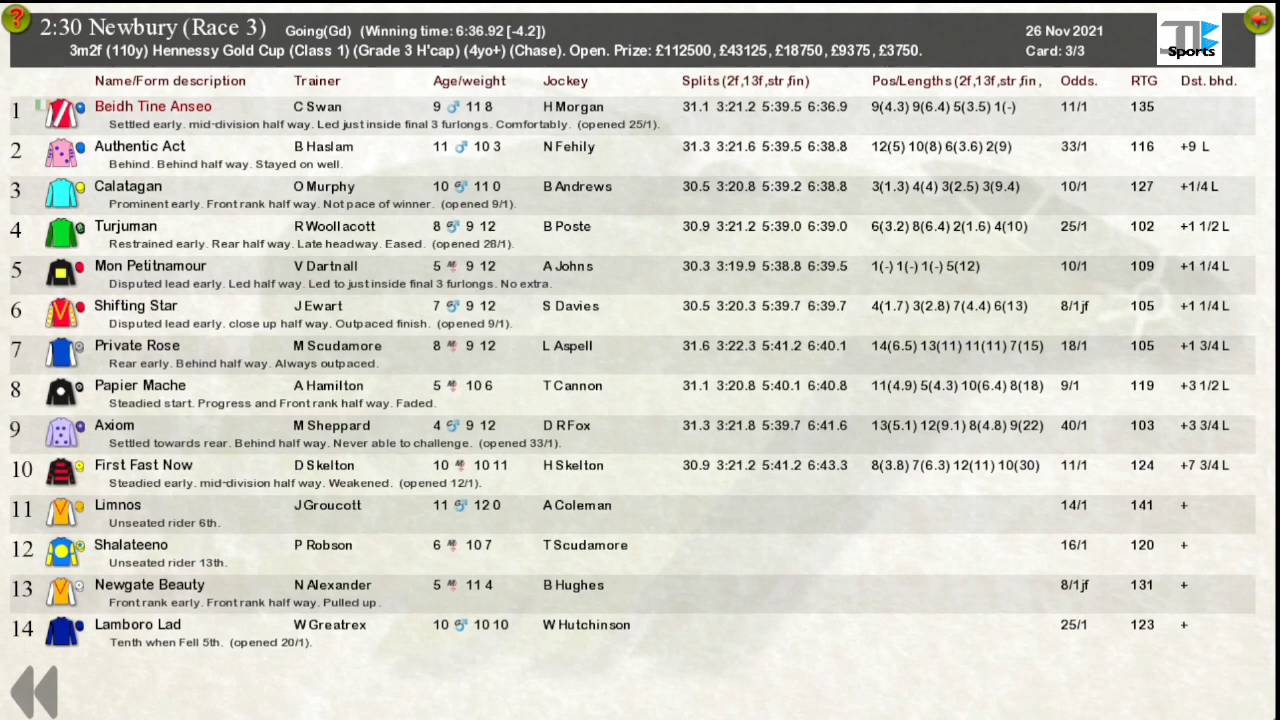 2:30 Newbury (Race 3) Going(Gd) (Winning time: 6:36.92 [-4.2]) 26 Nov 2021
3m2f (110y) Hennessy Gold Cup (Class 1) (Grade 3 H'cap) (4yo+) (Chase). Open. Prize: £112500, £43125, £18750, £9375, £3750. Card: 3/3
Sports
Name/Form description Trainer Age/weight Jockey Splits (2f,13f,str,fin) Pos/Lengths (2f,13f,str,fin, Odds. RTG Dst. bhd.
1 Beidh Tine Anseo C Swan 9 11 8 H Morgan 31.1 3:21.2 5:39.5 6:36.9 9(4.3) 9(6.4) 5(3.5) 1(-) 11/1 135
Settled early. mid-division half way. Led just inside final 3 furlongs. Comfortably. (opened 25/1).
2 Authentic Act B Haslam 11 10 3 N Fehily 31.3 3:21.6 5:39.5 6:38.8 12(5) 10(8) 6(3.6) 2(9) 33/1 116 +9 L
Behind. Behind half way. Stayed on well.
3 Calatagan O Murphy 10 11 0 B Andrews 30.5 3:20.8 5:39.2 6:38.8 3(1.3) 4(4) 3(2.5) 3(9.4) 10/1 127 +1/4 L
Prominent early. Front rank half way. Not pace of winner. (opened 9/1).
4 Turjuman R Woollacott 8 9 12 B Poste 30.9 3:21.2 5:39.0 6:39.0 6(3.2) 8(6.4) 2(1.6) 4(10) 25/1 102 +1 1/2 L
Restrained early. Rear half way. Late headway. Eased. (opened 28/1).
5 Mon Petitnamour V Dartnall 5 9 12 A Johns 30.3 3:19.9 5:38.8 6:39.5 1(-) 1(-) 1(-) 5(12) 10/1 109 +1 1/4 L
Disputed lead early. Led half way. Led to just inside final 3 furlongs. No extra.
6 Shifting Star J Ewart 7 9 12 S Davies 30.5 3:20.3 5:39.7 6:39.7 4(1.7) 3(2.8) 7(4.4) 6(13) 8/1jf 105 +1 1/4 L
Disputed lead early. close up half way. Outpaced finish. (opened 9/1).
7 Private Rose M Scudamore 8 9 12 L Aspell 31.6 3:22.3 5:41.2 6:40.1 14(6.5) 13(11) 11(11) 7(15) 18/1 105 +1 3/4 L
Rear early. Behind half way. Always outpaced.
8 Papier Mache A Hamilton 5 10 6 T Cannon 31.1 3:20.8 5:40.1 6:40.8 11(4.9) 5(4.3) 10(6.4) 8(18) 9/1 119 +3 1/2 L
Steadied start. Progress and Front rank half way. Faded.
9 Axiom M Sheppard 4 9 12 D R Fox 31.3 3:21.8 5:39.7 6:41.6 13(5.1) 12(9.1) 8(4.8) 9(22) 40/1 103 +3 3/4 L
Settled towards rear. Behind half way. Never able to challenge. (opened 33/1).
10 First Fast Now D Skelton 10 10 11 H Skelton 30.9 3:21.2 5:41.2 6:43.3 8(3.8) 7(6.3) 12(11) 10(30) 11/1 124 +7 3/4 L
Steadied early. mid-division half way. Weakened. (opened 12/1).
11 Limnos J Groucott 11 12 0 A Coleman 14/1 141 +
Unseated rider 6th.
12 Shalateeno P Robson 6 10 7 T Scudamore 16/1 120 +
Unseated rider 13th.
13 Newgate Beauty N Alexander 5 11 4 B Hughes 8/1jf 131 +
Front rank early. Front rank half way. Pulled up.
14 Lamboro Lad W Greatrex 10 10 10 W Hutchinson 25/1 123 +
Tenth when Fell 5th. (opened 20/1).